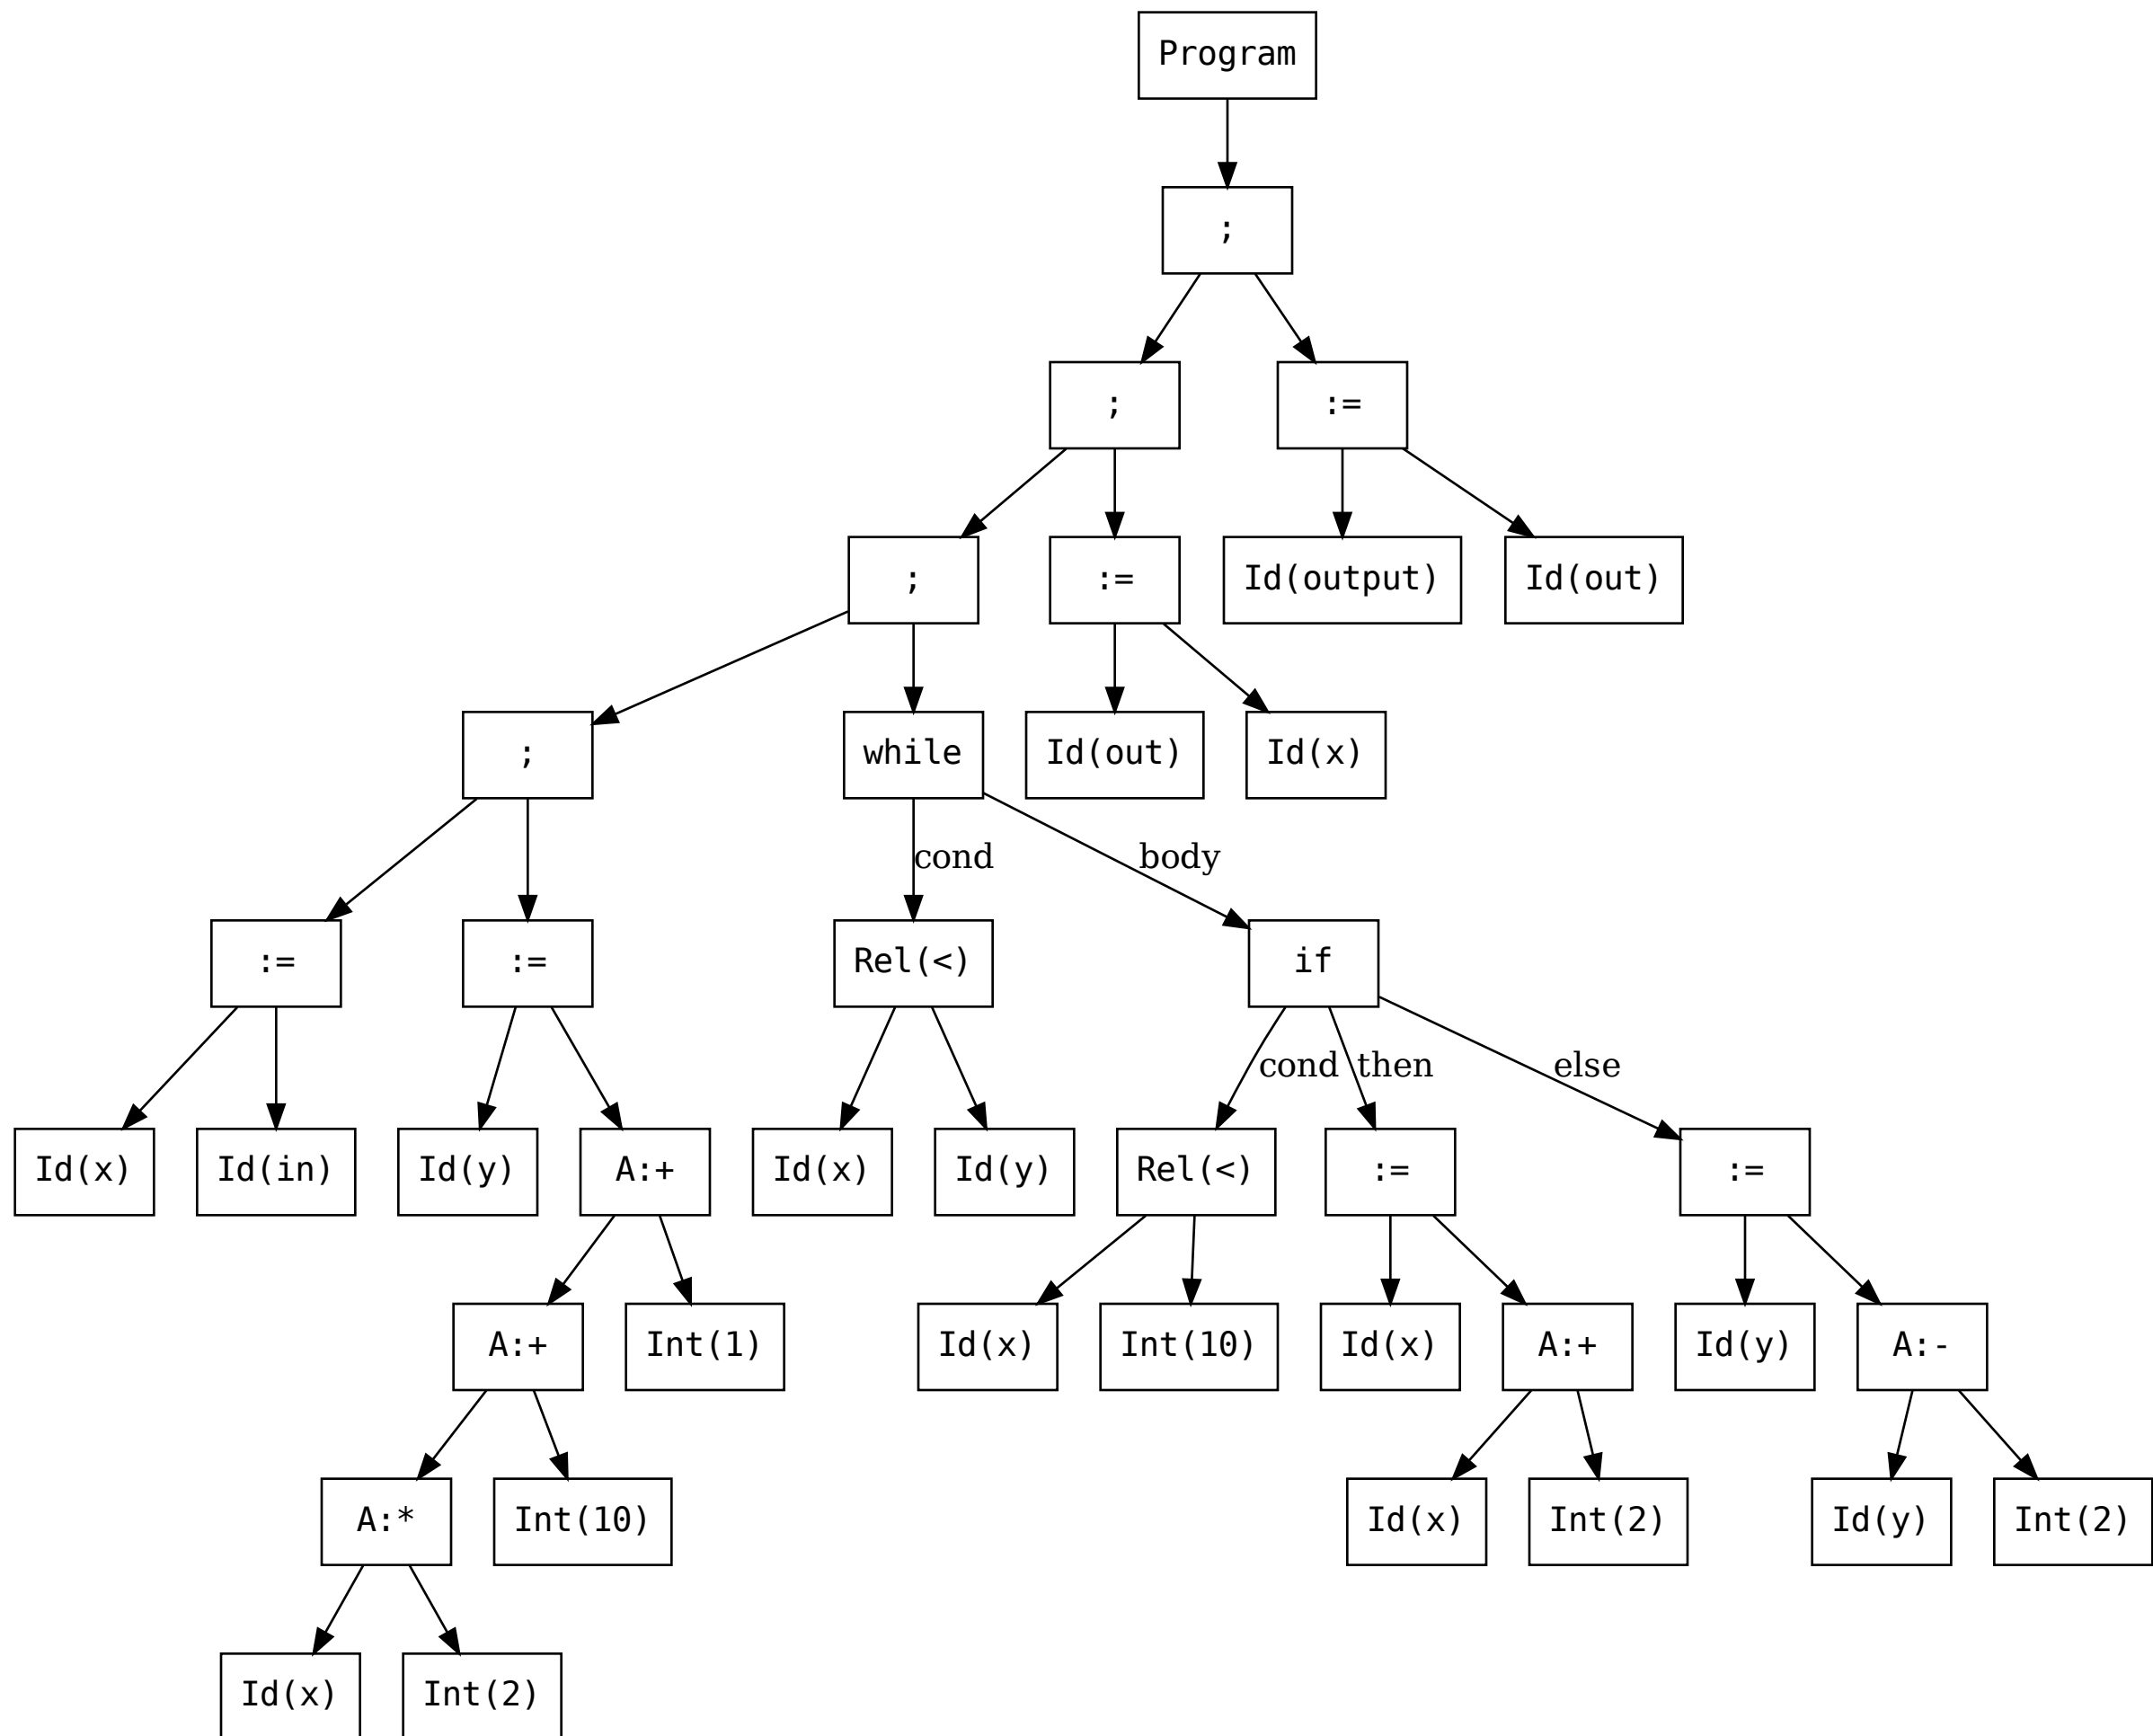 Program
;
; :=
; := Id(output) Id(out)
; while Id(out) Id(x)
cond body
:= := Rel(<) if
cond then else
Id(x) Id(in) Id(y) A:+ Id(x) Id(y) Rel(<) := :=
A:+ Int(1) Id(x) Int(10) Id(x) A:+ Id(y) A:-
A:* Int(10) Id(x) Int(2) Id(y) Int(2)
Id(x) Int(2)